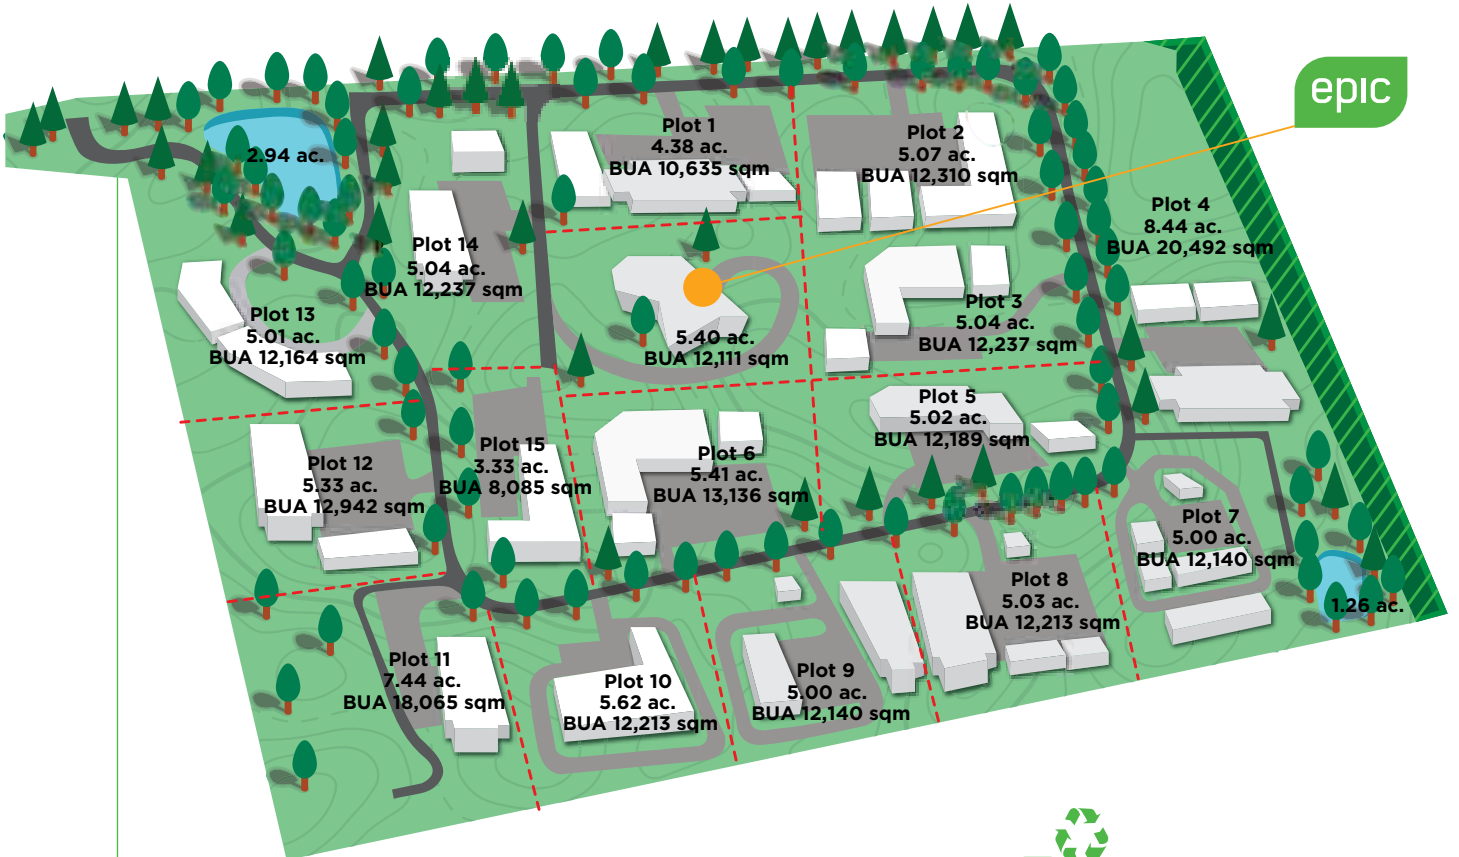 epic
Plot 1
4.38 ac.
BUA 10,635 sqm
Plot 2
5.07 ac.
BUA 12,310 sqm
2.94 ac.
Plot 4
8.44 ac.
BUA 20,492 sqm
Plot 14
5.04 ac.
BUA 12,237 sqm
Plot 13
5.01 ac.
BUA 12,164 sqm
5.40 ac.
BUA 12,111 sqm
Plot 3
5.04 ac.
BUA 12,237 sqm
Plot 5
5.02 ac.
BUA 12,189 sqm
Plot 12
5.33 ac.
BUA 12,942 sqm
Plot 15
3.33 ac.
BUA 8,085 sqm
Plot 6
5.41 ac.
BUA 13,136 sqm
Plot 7
5.00 ac.
BUA 12,140 sqm
Plot 8
5.03 ac.
BUA 12,213 sqm
1.26 ac.
Plot 11
7.44 ac.
BUA 18,065 sqm
Plot 10
5.62 ac.
BUA 12,213 sqm
Plot 9
5.00 ac.
BUA 12,140 sqm